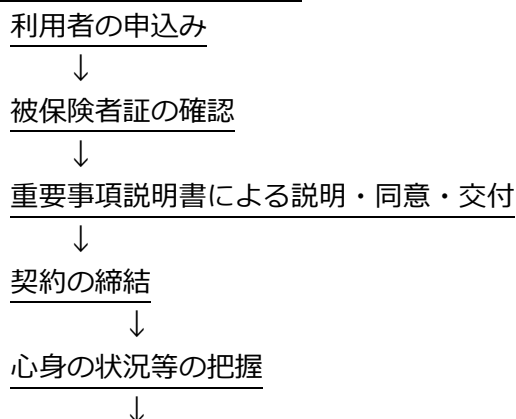 利用者の申込み
↓
被保険者証の確認
↓
重要事項説明書による説明・同意・交付
↓
契約の締結
↓
心身の状況等の把握
↓